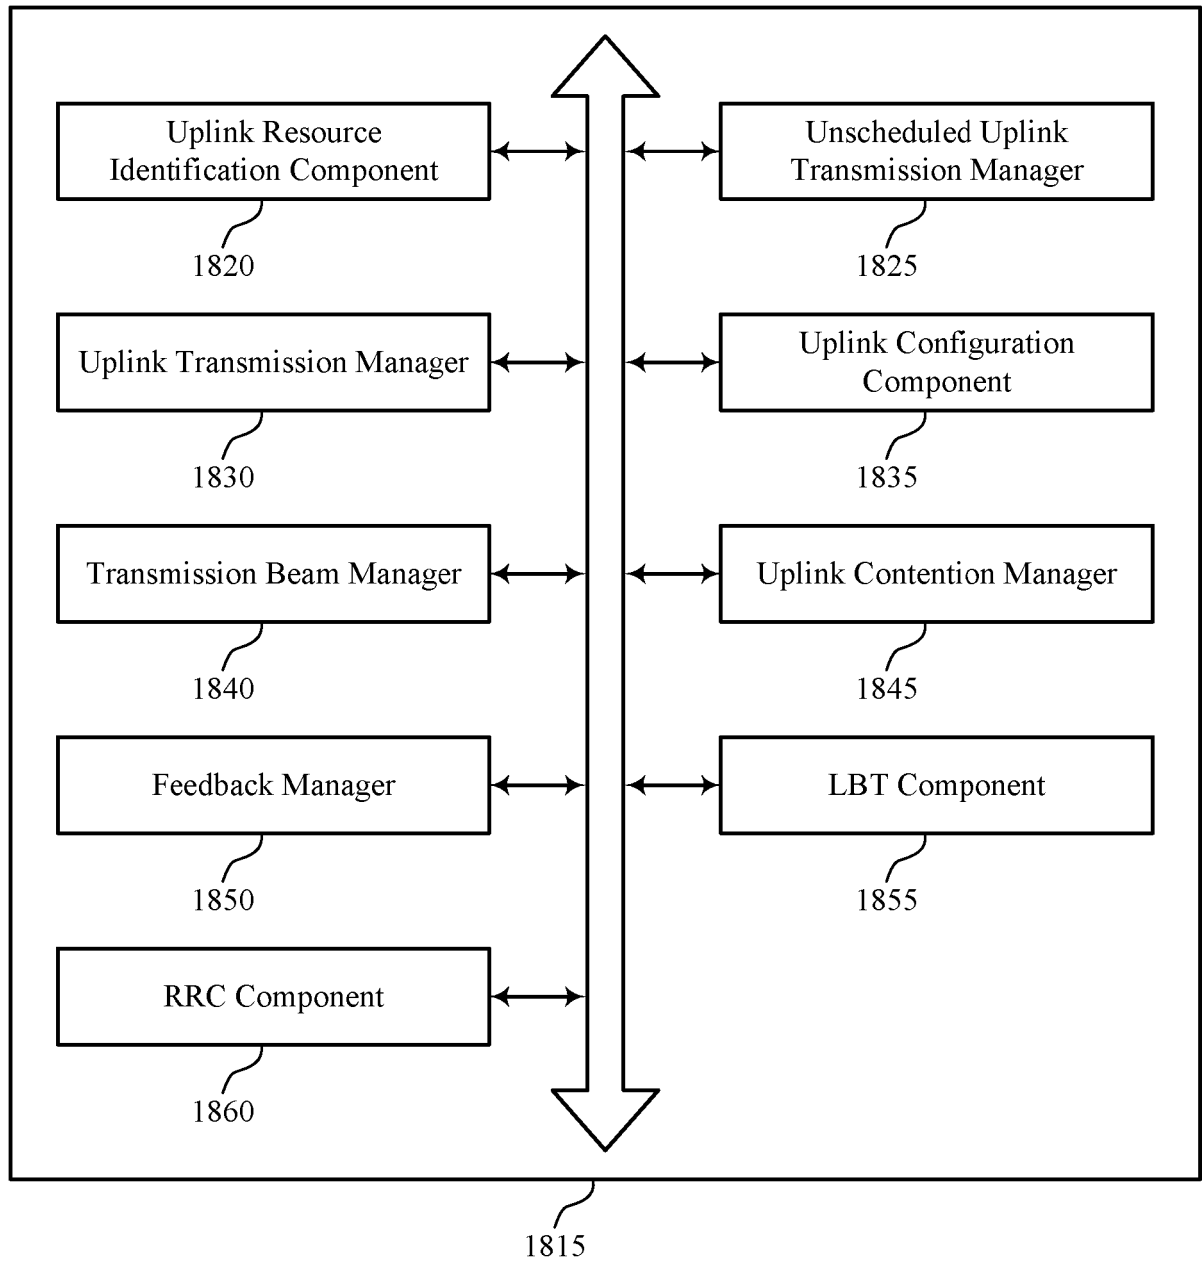 Uplink Resource
Identification Component
1820
Unscheduled Uplink
Transmission Manager
1825
Uplink Transmission Manager
1830
Uplink Configuration
Component
1835
Transmission Beam Manager
1840
Uplink Contention Manager
1845
Feedback Manager
1850
LBT Component
1855
RRC Component
1860
1815